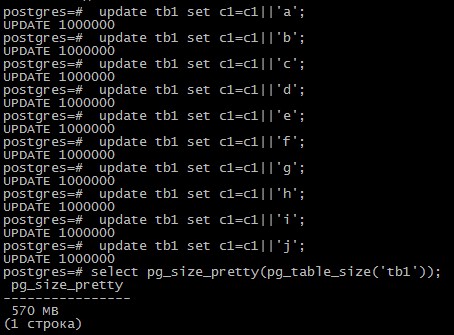 postgres=#  update tb1 set c1=c1||'a';
UPDATE 1000000
postgres=#  update tb1 set c1=c1||'b';
UPDATE 1000000
postgres=#  update tb1 set c1=c1||'c';
UPDATE 1000000
postgres=#  update tb1 set c1=c1||'d';
UPDATE 1000000
postgres=#  update tb1 set c1=c1||'e';
UPDATE 1000000
postgres=#  update tb1 set c1=c1||'f';
UPDATE 1000000
postgres=#  update tb1 set c1=c1||'g';
UPDATE 1000000
postgres=#  update tb1 set c1=c1||'h';
UPDATE 1000000
postgres=#  update tb1 set c1=c1||'i';
UPDATE 1000000
postgres=#  update tb1 set c1=c1||'j';
UPDATE 1000000
postgres=# select pg_size_pretty(pg_table_size('tb1'));
 pg_size_pretty
----------------
 570 MB
(1 строка)